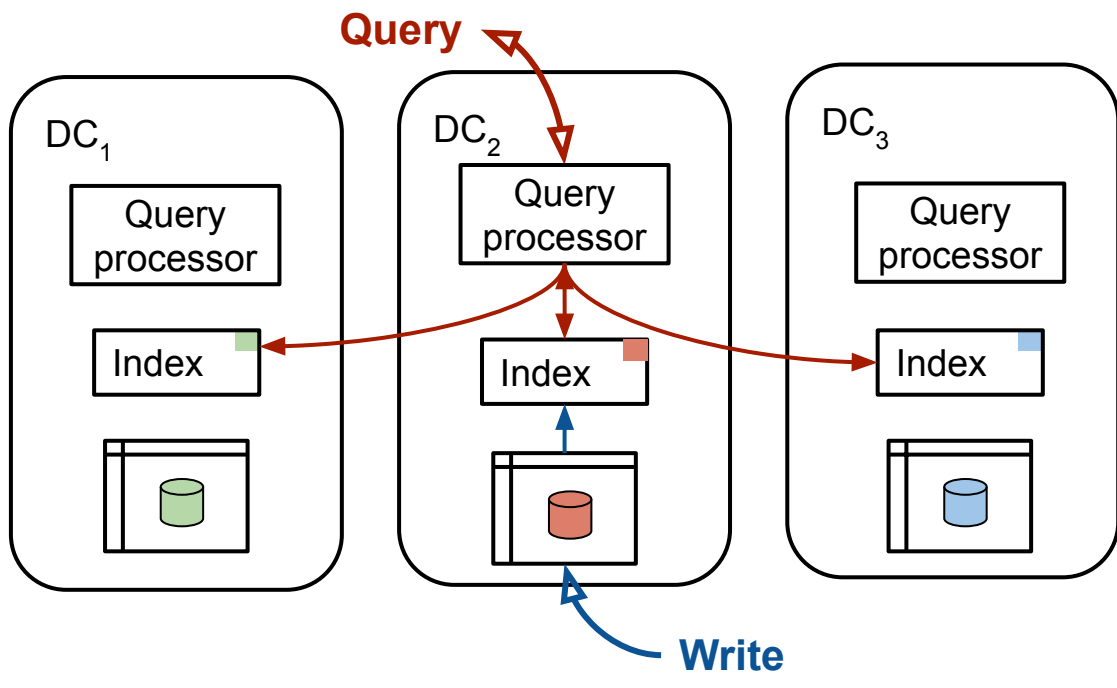 Query
DC₁
DC₂
DC₃
Query
processor
Query
processor
Query
processor
Index
Index
Index
Write